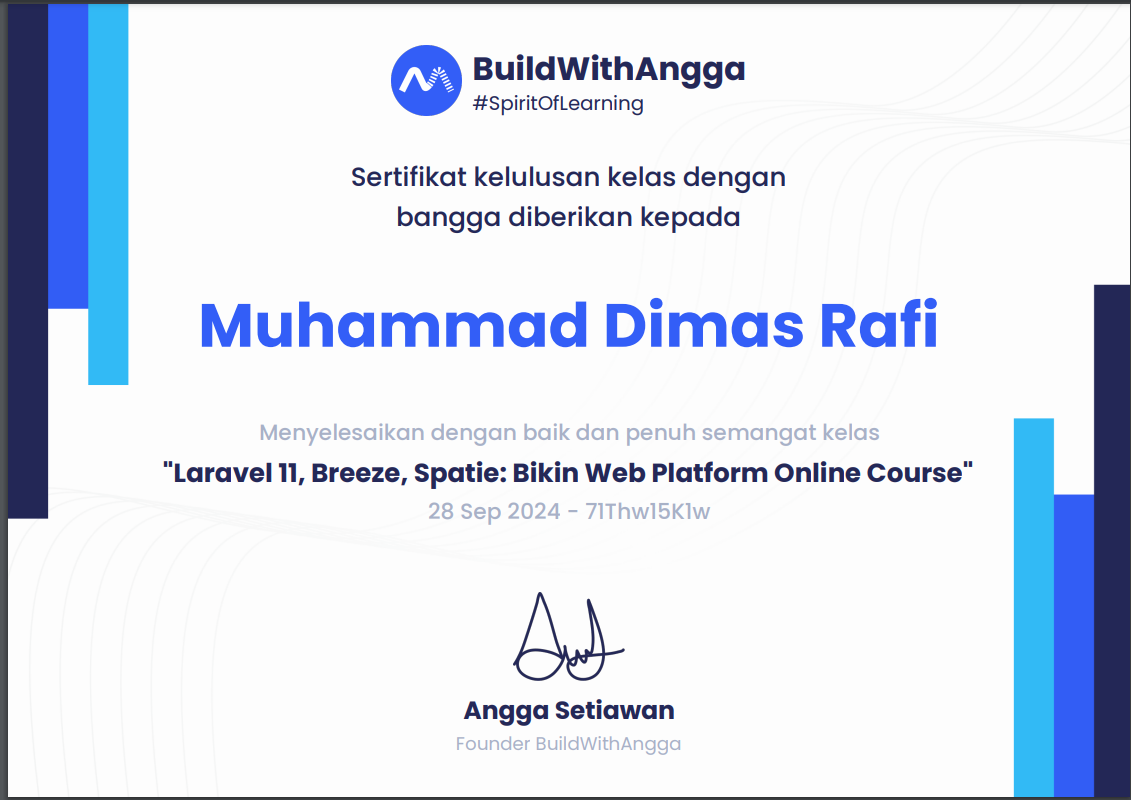 BuildWithAngga
#SpiritOfLearning
Sertifikat kelulusan kelas dengan
bangga diberikan kepada
Muhammad Dimas Rafi
Menyelesaikan dengan baik dan penuh semangat kelas
"Laravel 11, Breeze, Spatie: Bikin Web Platform Online Course"
28 Sep 2024 - 71Thw15K1w
Angga Setiawan
Founder BuildWithAngga